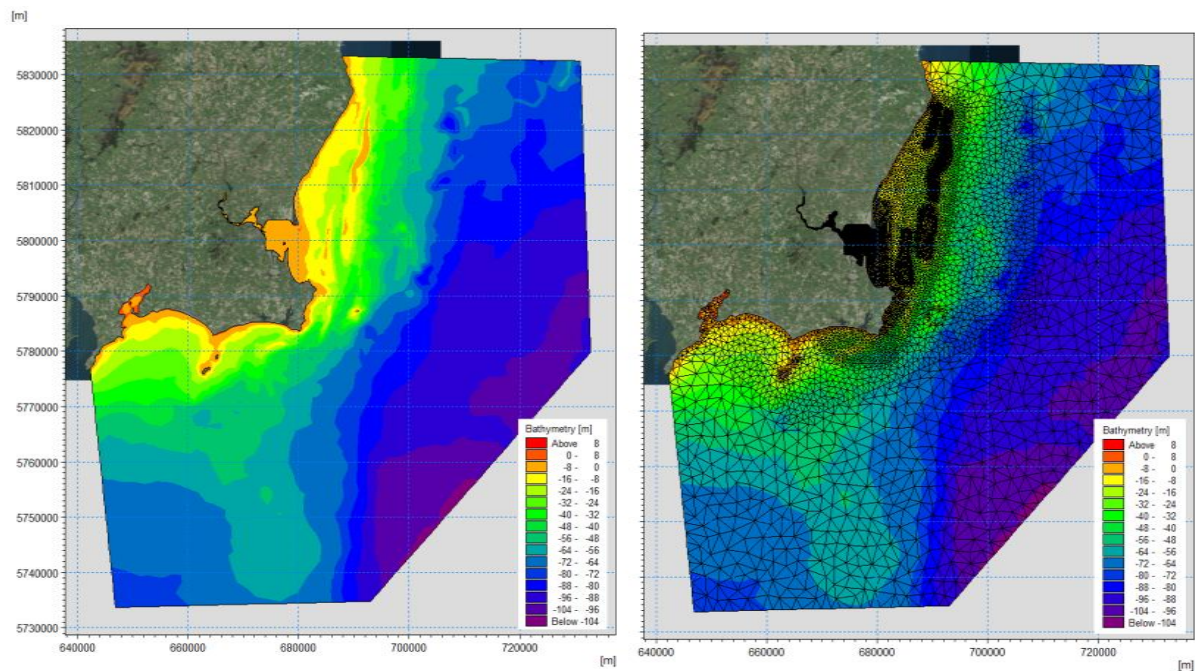 [m]
5830000
5820000
5810000
5800000
5790000
5780000
5770000
5760000
5750000
5740000
5730000
Bathymetry [m]
Above 8
0 - 8
-8 - 0
-16 - -8
-24 - -16
-32 - -24
-40 - -32
-48 - -40
-56 - -48
-64 - -56
-72 - -64
-80 - -72
-88 - -80
-96 - -88
-104 - -96
Below -104
640000 660000 680000 700000 720000
[m]
Bathymetry [m]
Above 8
0 - 8
-8 - 0
-16 - -8
-24 - -16
-32 - -24
-40 - -32
-48 - -40
-56 - -48
-64 - -56
-72 - -64
-80 - -72
-88 - -80
-96 - -88
-104 - -96
Below -104
640000 660000 680000 700000 720000
[m]